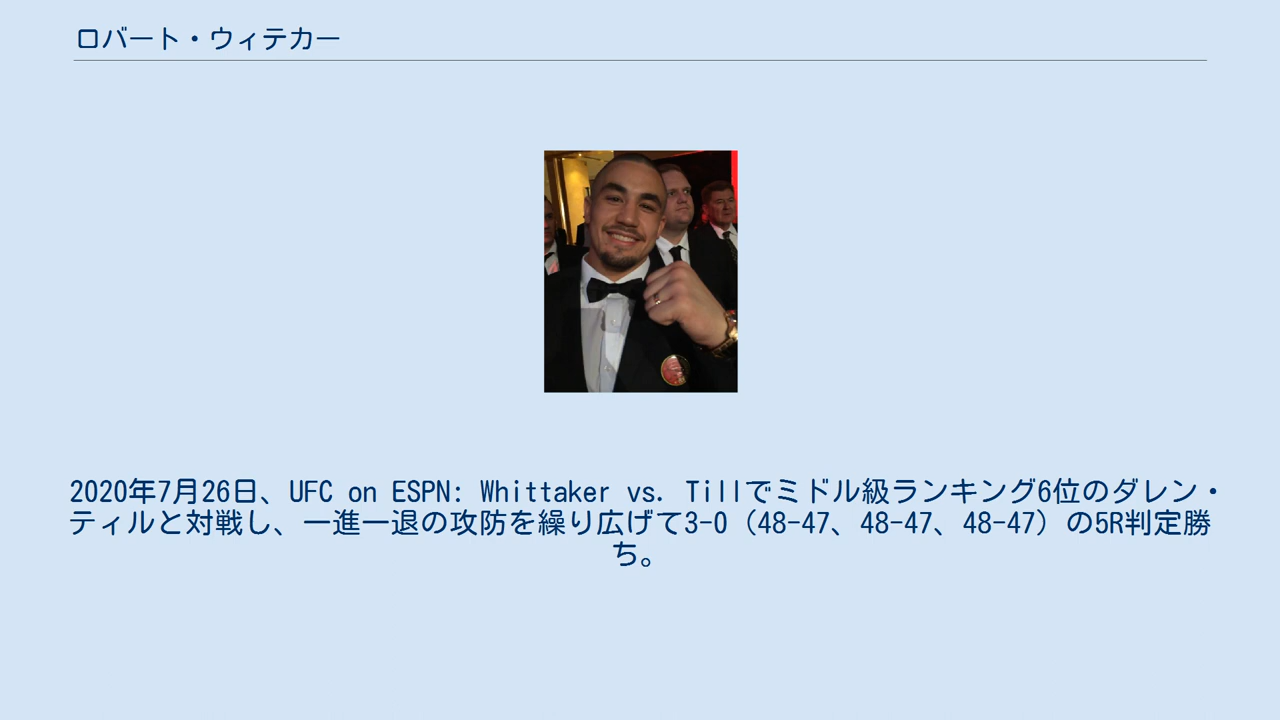 ロバート・ウィテカー
2020年7月26日、UFC on ESPN: Whittaker vs. Tillでミドル級ランキング6位のダレン・
ティルと対戦し、一進一退の攻防を繰り広げて3-0（48-47、48-47、48-47）の5R判定勝
ち。